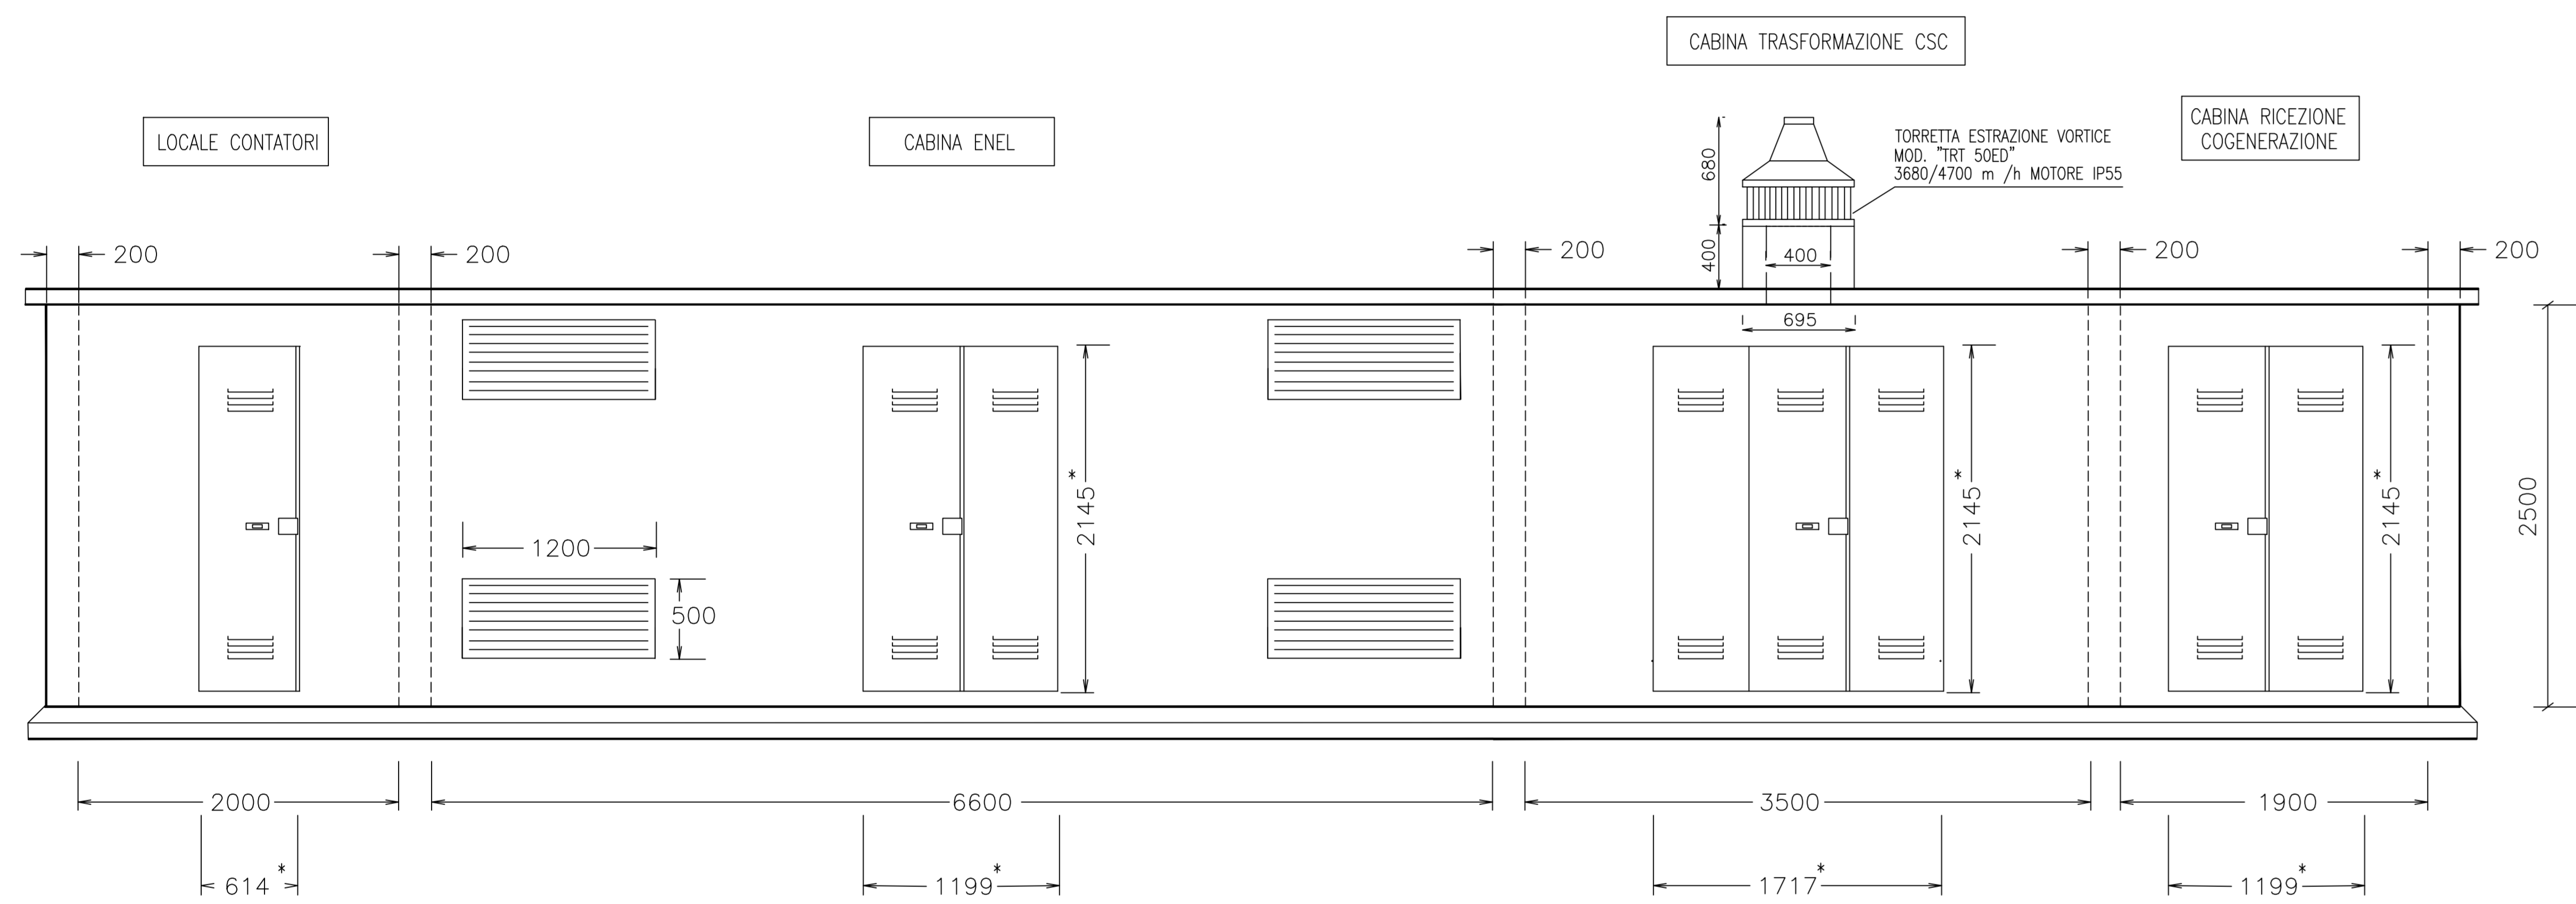 CABINA TRASFORMAZIONE CSC
LOCALE CONTATORI
CABINA ENEL
CABINA RICEZIONE
COGENERAZIONE
TORRETTA ESTRAZIONE VORTICE
MOD. "TRT 50ED"
3680/4700 m /h MOTORE IP55
680
400
400
695
200
200
200
200
200
1200
500
2145*
2145*
2145*
2500
2000
6600
3500
1900
614*
1199*
1717*
1199*